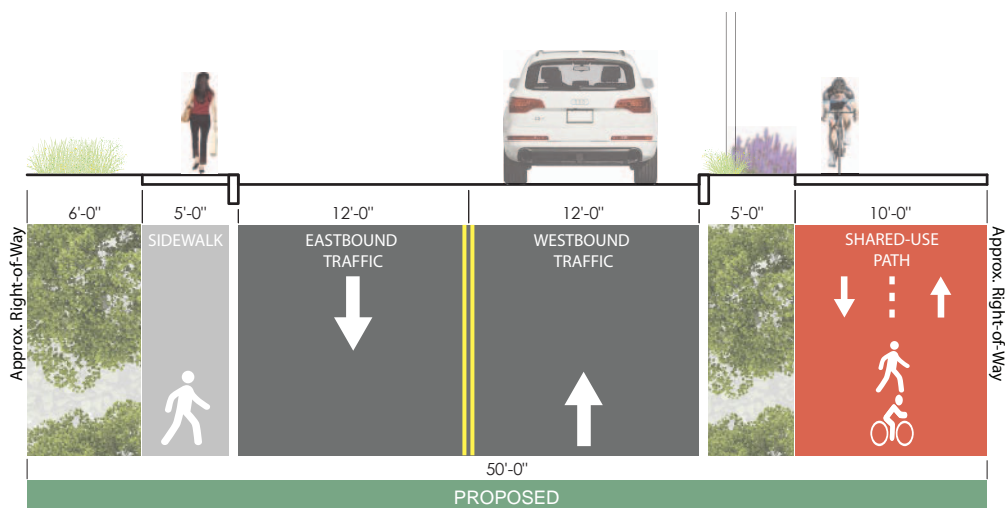 6'-0"
5'-0"
12'-0"
12'-0"
5'-0"
10'-0"
Approx. Right-of-Way
SIDEWALK
EASTBOUND
TRAFFIC
WESTBOUND
TRAFFIC
SHARED-USE
PATH
Approx. Right-of-Way
50'-0"
PROPOSED